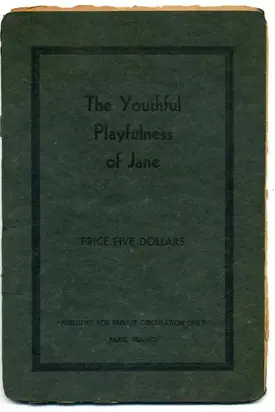 The Youthful
Playfulness
of Jane
PRICE FIVE DOLLARS
PUBLISHED FOR PRIVATE CIRCULATION ONLY
PARIS, FRANCE